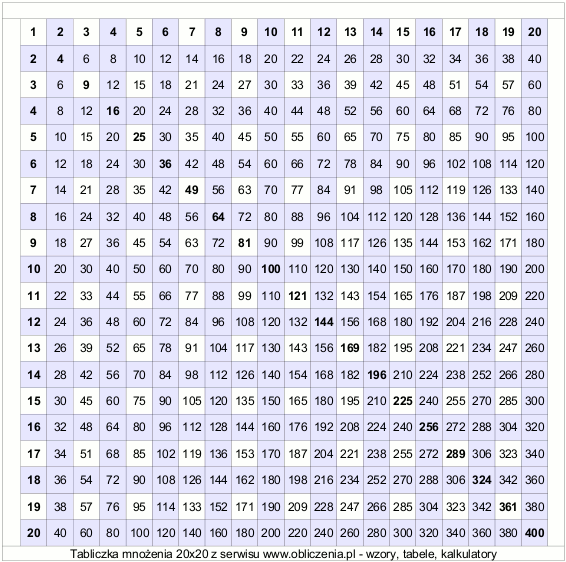 1 2 3 4 5 6 7 8 9 10 11 12 13 14 15 16 17 18 19 20
2 4 6 8 10 12 14 16 18 20 22 24 26 28 30 32 34 36 38 40
3 6 9 12 15 18 21 24 27 30 33 36 39 42 45 48 51 54 57 60
4 8 12 16 20 24 28 32 36 40 44 48 52 56 60 64 68 72 76 80
5 10 15 20 25 30 35 40 45 50 55 60 65 70 75 80 85 90 95 100
6 12 18 24 30 36 42 48 54 60 66 72 78 84 90 96 102 108 114 120
7 14 21 28 35 42 49 56 63 70 77 84 91 98 105 112 119 126 133 140
8 16 24 32 40 48 56 64 72 80 88 96 104 112 120 128 136 144 152 160
9 18 27 36 45 54 63 72 81 90 99 108 117 126 135 144 153 162 171 180
10 20 30 40 50 60 70 80 90 100 110 120 130 140 150 160 170 180 190 200
11 22 33 44 55 66 77 88 99 110 121 132 143 154 165 176 187 198 209 220
12 24 36 48 60 72 84 96 108 120 132 144 156 168 180 192 204 216 228 240
13 26 39 52 65 78 91 104 117 130 143 156 169 182 195 208 221 234 247 260
14 28 42 56 70 84 98 112 126 140 154 168 182 196 210 224 238 252 266 280
15 30 45 60 75 90 105 120 135 150 165 180 195 210 225 240 255 270 285 300
16 32 48 64 80 96 112 128 144 160 176 192 208 224 240 256 272 288 304 320
17 34 51 68 85 102 119 136 153 170 187 204 221 238 255 272 289 306 323 340
18 36 54 72 90 108 126 144 162 180 198 216 234 252 270 288 306 324 342 360
19 38 57 76 95 114 133 152 171 190 209 228 247 266 285 304 323 342 361 380
20 40 60 80 100 120 140 160 180 200 220 240 260 280 300 320 340 360 380 400
Tabliczka mnożenia 20x20 z serwisu www.obliczenia.pl - wzory, tabele, kalkulatory